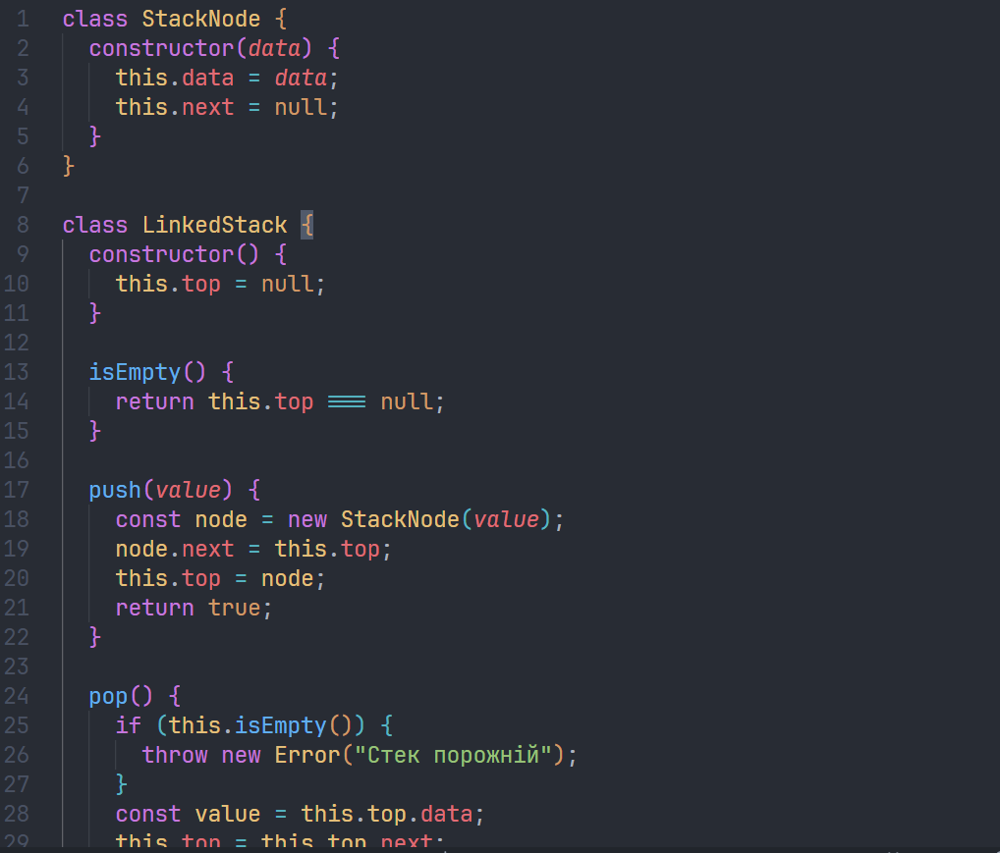 1 class StackNode {
2 constructor(data) {
3 this.data = data;
4 this.next = null;
5 }
6 }
7
8 class LinkedStack {
9 constructor() {
10 this.top = null;
11 }
12
13 isEmpty() {
14 return this.top === null;
15 }
16
17 push(value) {
18 const node = new StackNode(value);
19 node.next = this.top;
20 this.top = node;
21 return true;
22 }
23
24 pop() {
25 if (this.isEmpty()) {
26 throw new Error("Стек порожній");
27 }
28 const value = this.top.data;
29 this.top = this.top.next;